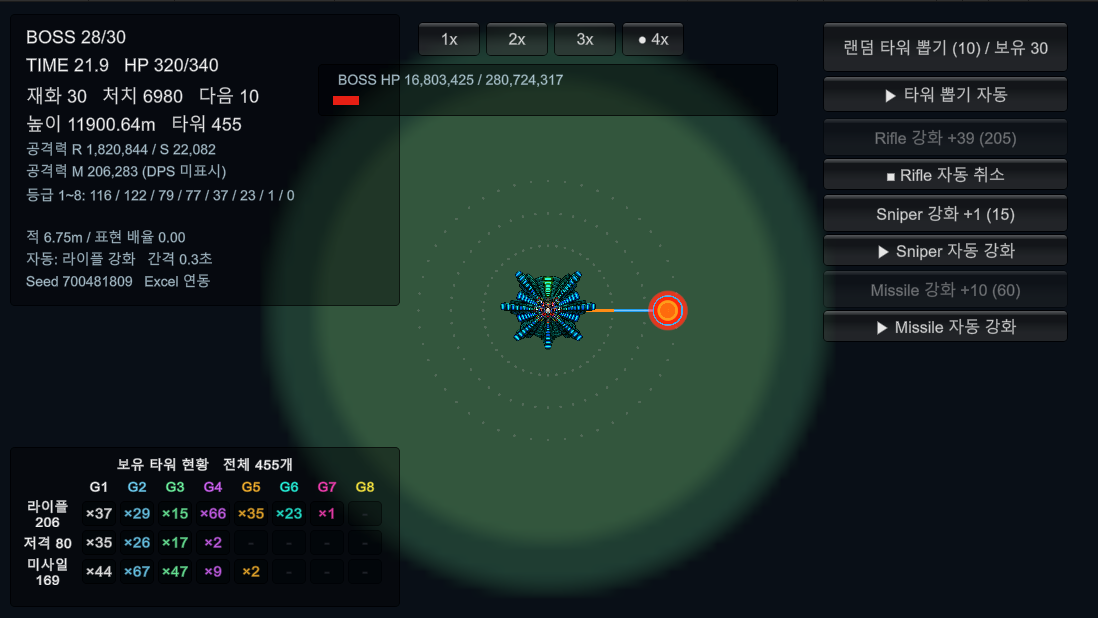 BOSS 28/30
TIME 21.9 HP 320/340
재화 30 처치 6980 다음 10
높이 11900.64m 타워 455
공격력 R 1,820,844 / S 22,082
공격력 M 206,283 (DPS 미표시)
등급 1~8: 116 / 122 / 79 / 77 / 37 / 23 / 1 / 0
적 6.75m / 표현 배율 0.00
자동: 라이플 강화 간격 0.3초
Seed 700481809 Excel 연동
1x 2x 3x ● 4x
BOSS HP 16,803,425 / 280,724,317
랜덤 타워 뽑기 (10) / 보유 30
▶ 타워 뽑기 자동
Rifle 강화 +39 (205)
■ Rifle 자동 취소
Sniper 강화 +1 (15)
▶ Sniper 자동 강화
Missile 강화 +10 (60)
▶ Missile 자동 강화
보유 타워 현황 전체 455개
G1 G2 G3 G4 G5 G6 G7 G8
라이플 206 ×37 ×29 ×15 ×66 ×35 ×23 ×1 -
저격 80 ×35 ×26 ×17 ×2 - - - -
미사일 169 ×44 ×67 ×47 ×9 ×2 - - -